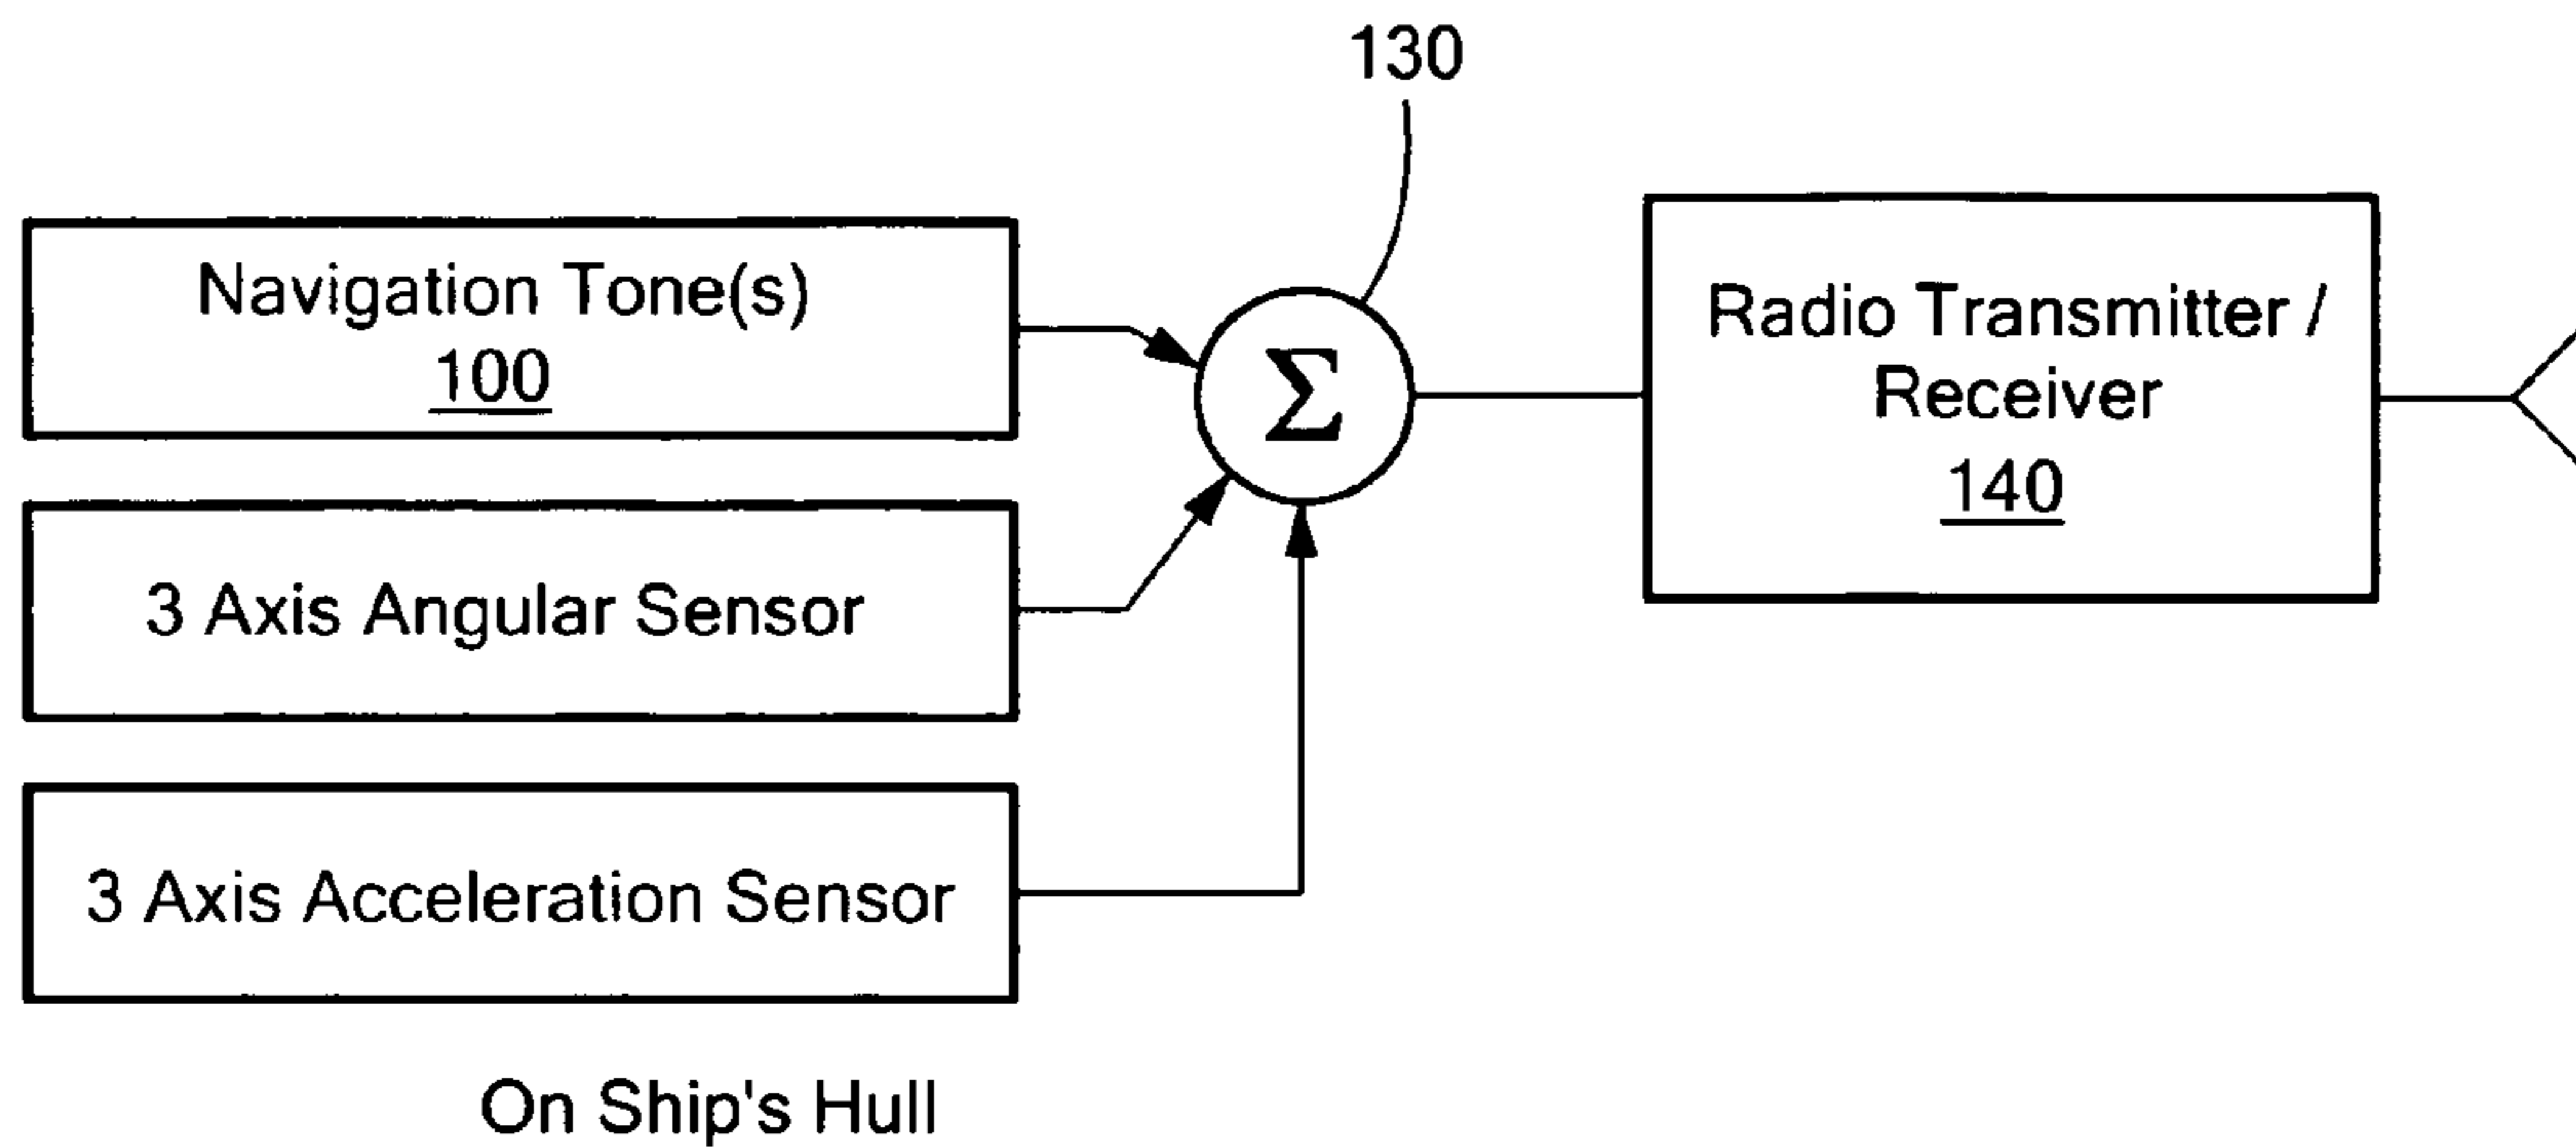 130
Navigation Tone(s)
100
Σ
Radio Transmitter /
Receiver
140
3 Axis Angular Sensor
3 Axis Acceleration Sensor
On Ship's Hull